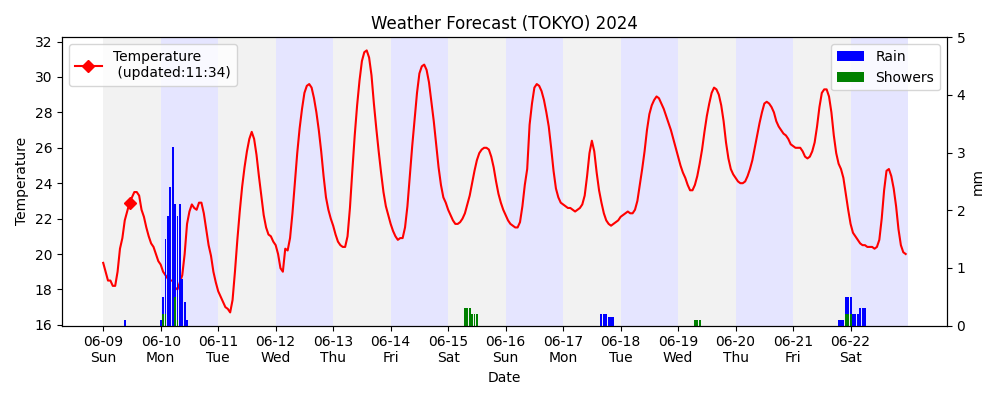 Weather Forecast (TOKYO) 2024
Temperature
(updated:11:34)
Rain
Showers
32
30
28
26
24
22
20
18
16
Temperature
5
4
3
2
1
0
mm
06-09 06-10 06-11 06-12 06-13 06-14 06-15 06-16 06-17 06-18 06-19 06-20 06-21 06-22
Sun Mon Tue Wed Thu Fri Sat Sun Mon Tue Wed Thu Fri Sat
Date